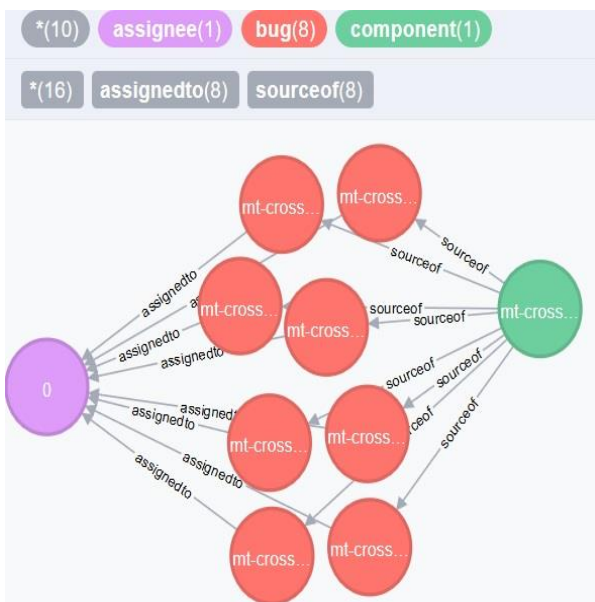 *(10) assignee(1) bug(8) component(1)
*(16) assignedto(8) sourceof(8)
mt-cross...
mt-cross...
sourceof
sourceof
assignedto
mt-cross...
mt-cross...
sourceof
sourceof
mt-cross...
assignedto
assignedto
0
sourceof
sourceof
assignedto
mt-cross...
mt-cross...
sourceof
assignedto
assignedto
mt-cross...
mt-cross...